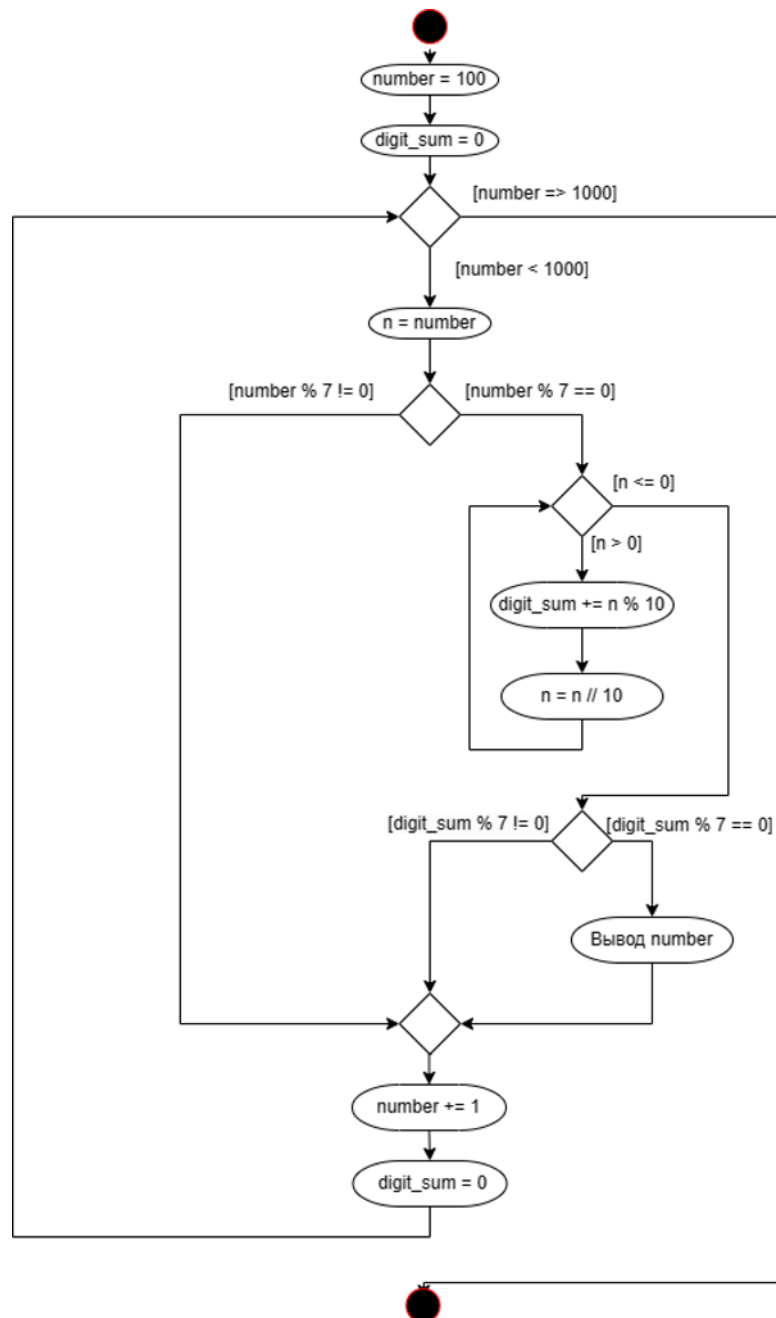 number = 100
digit_sum = 0
[number => 1000]
[number < 1000]
n = number
[number % 7 != 0]
[number % 7 == 0]
[n <= 0]
[n > 0]
digit_sum += n % 10
n = n // 10
[digit_sum % 7 != 0]
[digit_sum % 7 == 0]
Вывод number
number += 1
digit_sum = 0